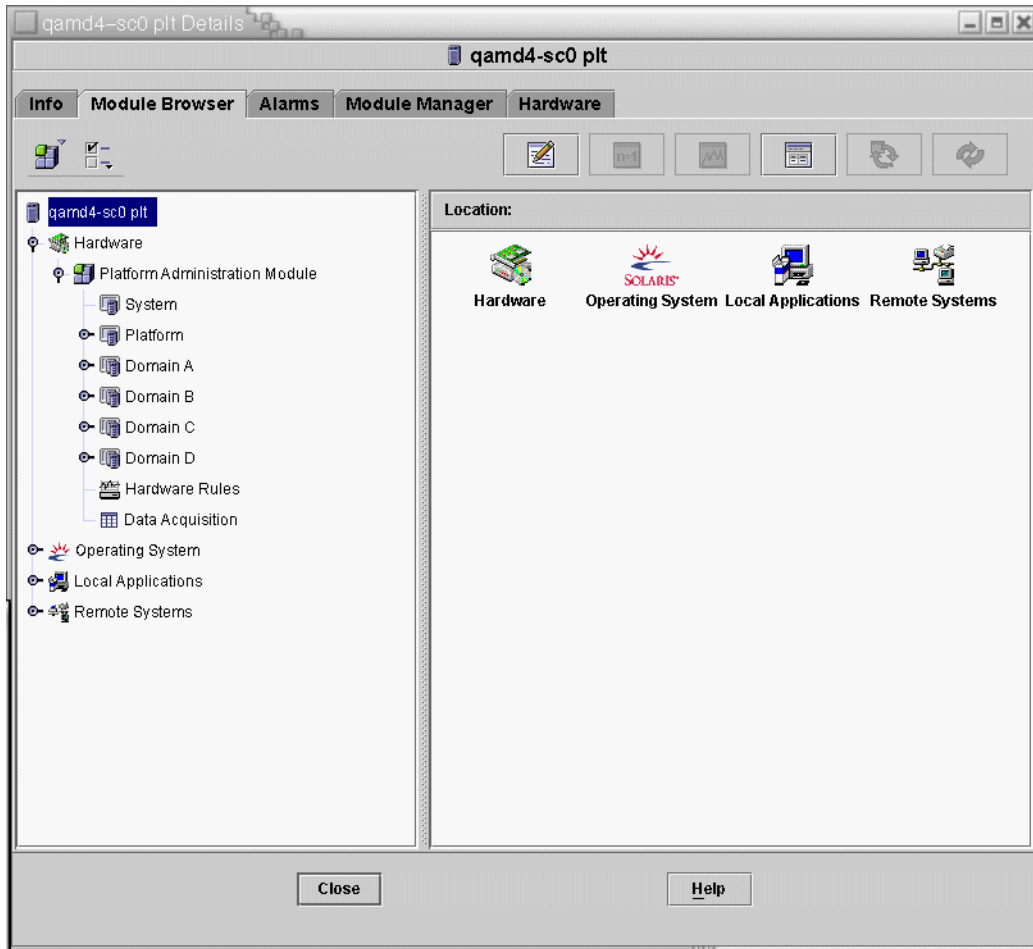 qamd4-sc0 plt Details
qamd4-sc0 plt
Info Module Browser Alarms Module Manager Hardware
n=1
qamd4-sc0 plt
Hardware
Platform Administration Module
System
Platform
Domain A
Domain B
Domain C
Domain D
Hardware Rules
Data Acquisition
Operating System
Local Applications
Remote Systems
Location:
SOLARIS
Hardware Operating System Local Applications Remote Systems
Close Help